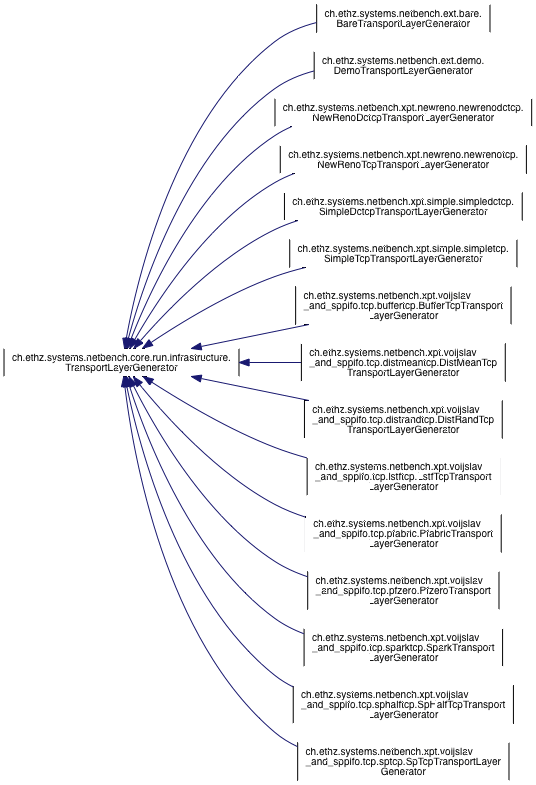 ch.ethz.systems.netbench.core.run.infrastructure.
TransportLayerGenerator
ch.ethz.systems.netbench.ext.bare.
BareTransportLayerGenerator
ch.ethz.systems.netbench.ext.demo.
DemoTransportLayerGenerator
ch.ethz.systems.netbench.xpt.newreno.newrenodctcp.
NewRenoDctcpTransportLayerGenerator
ch.ethz.systems.netbench.xpt.newreno.newrenotcp.
NewRenoTcpTransportLayerGenerator
ch.ethz.systems.netbench.xpt.simple.simpledctcp.
SimpleDctcpTransportLayerGenerator
ch.ethz.systems.netbench.xpt.simple.simpletcp.
SimpleTcpTransportLayerGenerator
ch.ethz.systems.netbench.xpt.voijslav
_and_sppifo.tcp.buffertcp.BufferTcpTransport
LayerGenerator
ch.ethz.systems.netbench.xpt.voijslav
_and_sppifo.tcp.distmeantcp.DistMeanTcp
TransportLayerGenerator
ch.ethz.systems.netbench.xpt.voijslav
_and_sppifo.tcp.distrandtcp.DistRandTcp
TransportLayerGenerator
ch.ethz.systems.netbench.xpt.voijslav
_and_sppifo.tcp.lstftcp.LstfTcpTransport
LayerGenerator
ch.ethz.systems.netbench.xpt.voijslav
_and_sppifo.tcp.pfabric.PfabricTransport
LayerGenerator
ch.ethz.systems.netbench.xpt.voijslav
_and_sppifo.tcp.pfzero.PfzeroTransport
LayerGenerator
ch.ethz.systems.netbench.xpt.voijslav
_and_sppifo.tcp.sparktcp.SparkTransport
LayerGenerator
ch.ethz.systems.netbench.xpt.voijslav
_and_sppifo.tcp.sphalftcp.SpHalfTcpTransport
LayerGenerator
ch.ethz.systems.netbench.xpt.voijslav
_and_sppifo.tcp.sptcp.SpTcpTransportLayer
Generator